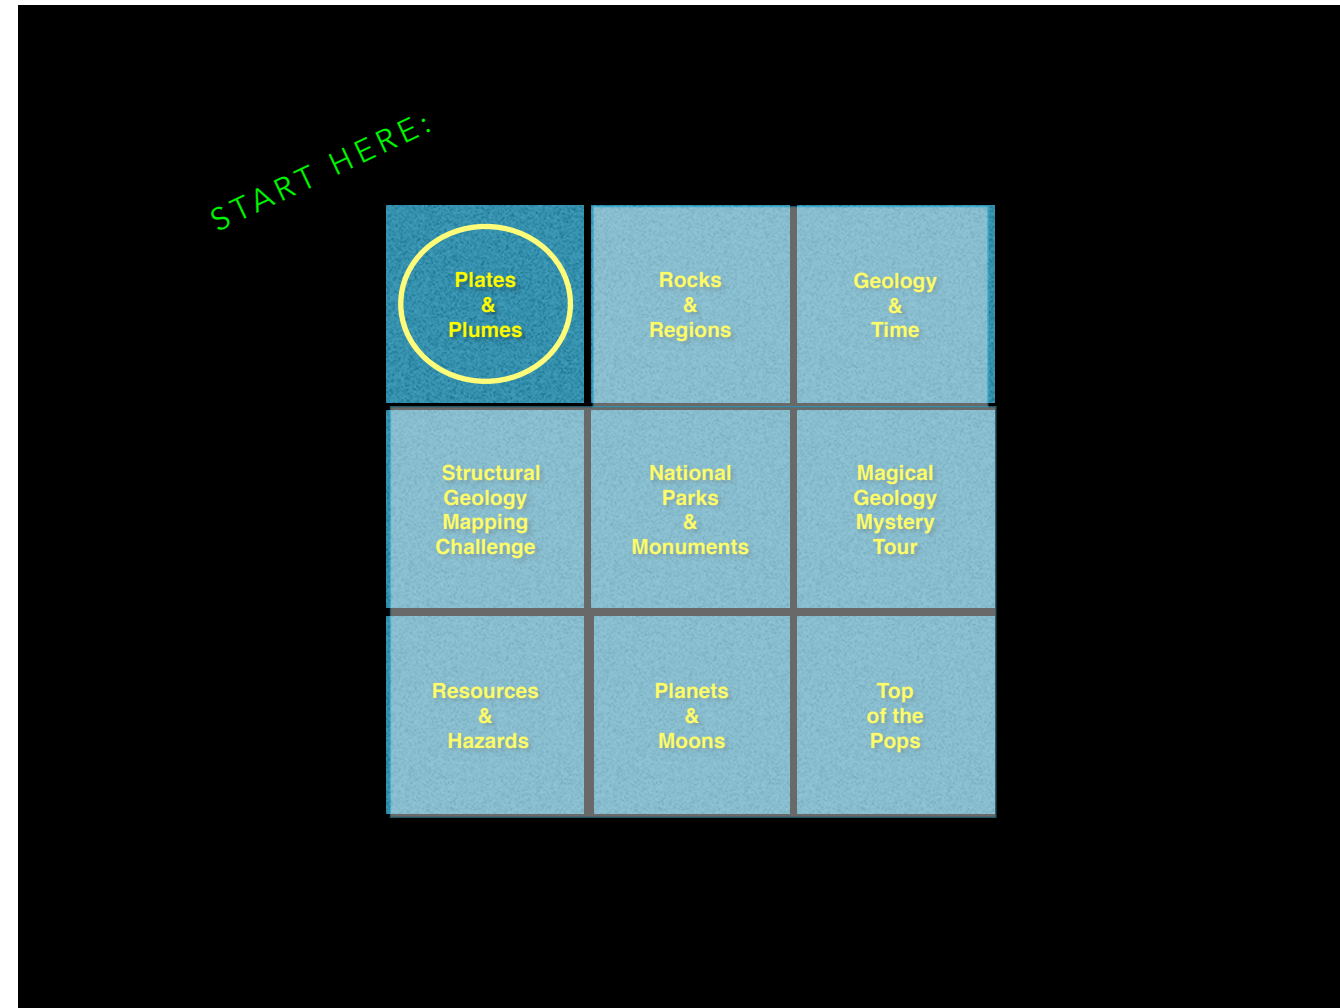 START HERE:
Plates
&
Plumes
Rocks
&
Regions
Geology
&
Time
Structural
Geology
Mapping
Challenge
National
Parks
&
Monuments
Magical
Geology
Mystery
Tour
Resources
&
Hazards
Planets
&
Moons
Top
of the
Pops